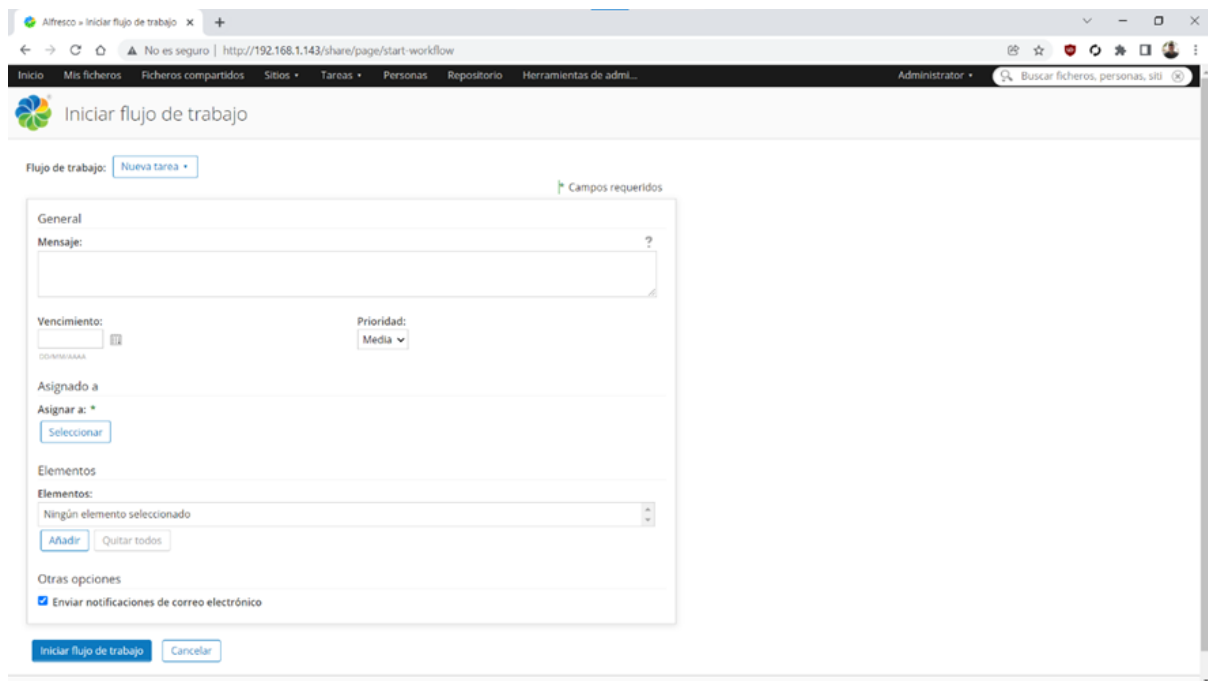 Alfresco » Iniciar flujo de trabajo
No es seguro | http://192.168.1.143/share/page/start-workflow
Inicio Mis ficheros Ficheros compartidos Sitios Tareas Personas Repositorio Herramientas de admi... Administrator Buscar ficheros, personas, siti
Iniciar flujo de trabajo
Flujo de trabajo: Nueva tarea
* Campos requeridos
General
Mensaje: ?
Vencimiento: Prioridad:
Media
DD/MM/AAAA
Asignado a
Asignar a: *
Seleccionar
Elementos
Elementos:
Ningún elemento seleccionado
Añadir Quitar todos
Otras opciones
Enviar notificaciones de correo electrónico
Iniciar flujo de trabajo Cancelar